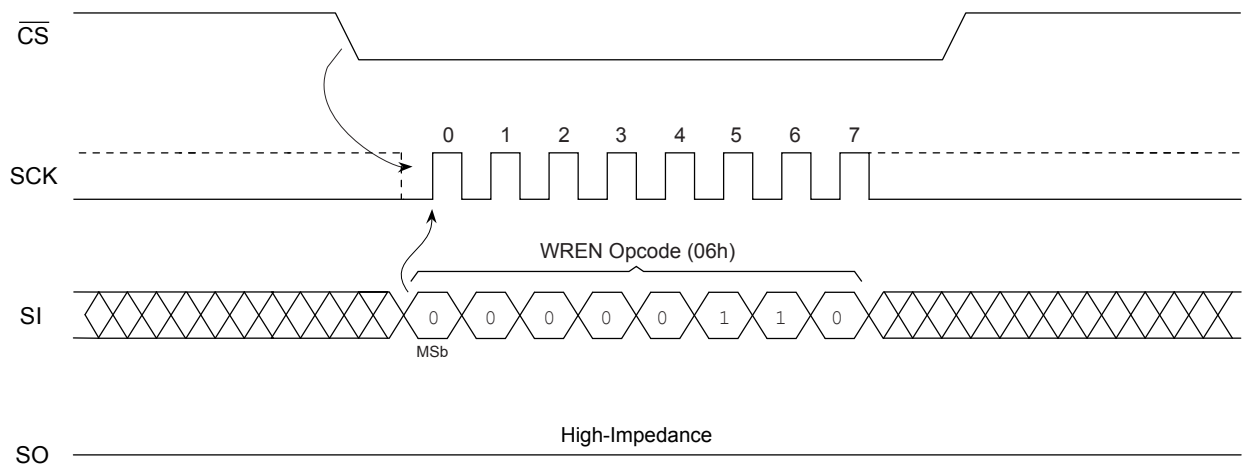 CS
0 1 2 3 4 5 6 7
SCK
WREN Opcode (06h)
SI
0 0 0 0 0 1 1 0
MSb
High-Impedance
SO